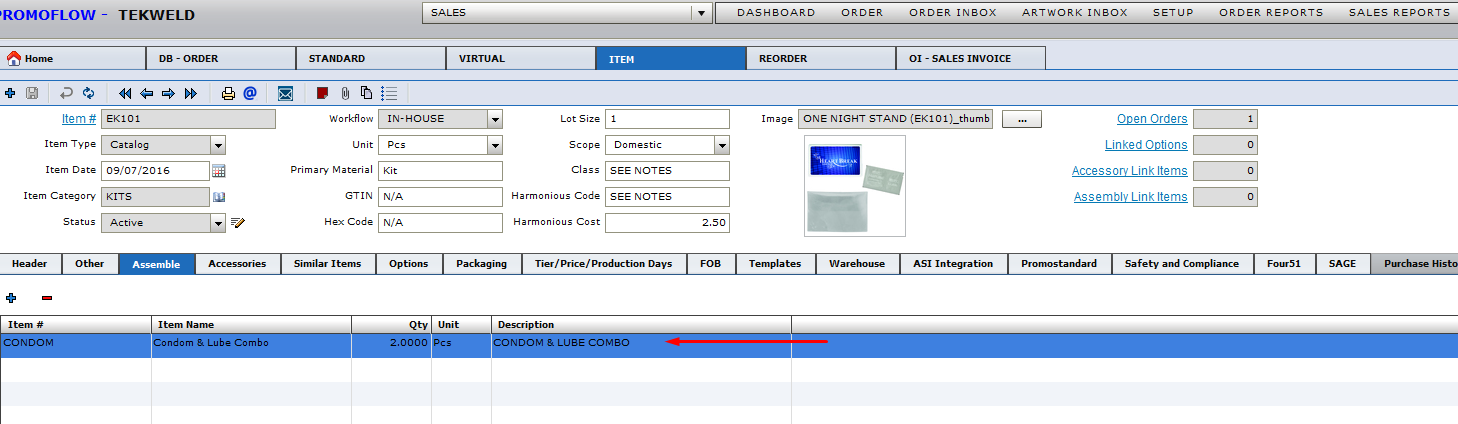 PROMOFLOW - TEKWELD
SALES
DASHBOARD ORDER ORDER INBOX ARTWORK INBOX SETUP ORDER REPORTS SALES REPORTS
Home DB - ORDER STANDARD VIRTUAL ITEM REORDER OI - SALES INVOICE
Item # EK101 Workflow IN-HOUSE Lot Size 1 Image ONE NIGHT STAND (EK101)_thumb ... Open Orders 1
Item Type Catalog Unit Pcs Scope Domestic Linked Options 0
Item Date 09/07/2016 Primary Material Kit Class SEE NOTES Accessory Link Items 0
Item Category KITS GTIN N/A Harmonious Code SEE NOTES Assembly Link Items 0
Status Active Hex Code N/A Harmonious Cost 2.50
HEARTBREAK
Header Other Assemble Accessories Similar Items Options Packaging Tier/Price/Production Days FOB Templates Warehouse ASI Integration Promostandard Safety and Compliance Four51 SAGE Purchase Histo
Item # Item Name Qty Unit Description
CONDOM Condom & Lube Combo 2.0000 Pcs CONDOM & LUBE COMBO